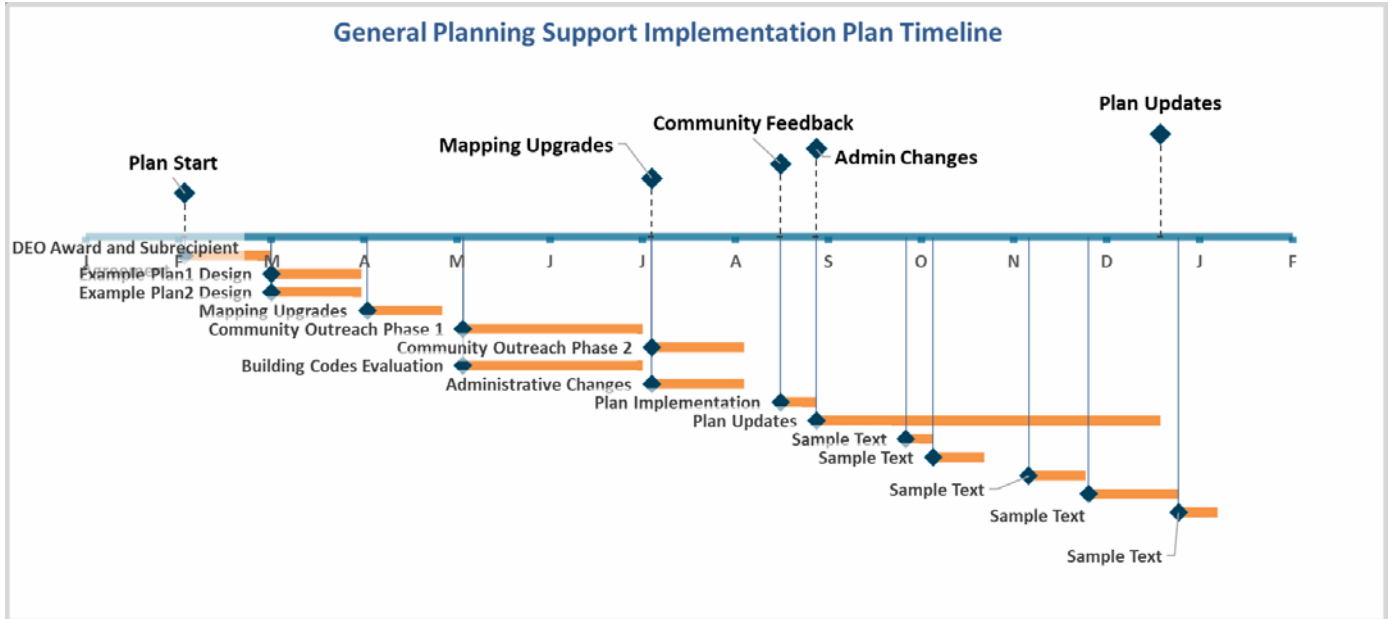 General Planning Support Implementation Plan Timeline
Plan Updates
Community Feedback
Mapping Upgrades
Admin Changes
Plan Start
DEO Award and Subrecipient
Agreement
J F M A M J J A S O N D J F
Example Plan1 Design
Example Plan2 Design
Mapping Upgrades
Community Outreach Phase 1
Community Outreach Phase 2
Building Codes Evaluation
Administrative Changes
Plan Implementation
Plan Updates
Sample Text
Sample Text
Sample Text
Sample Text
Sample Text